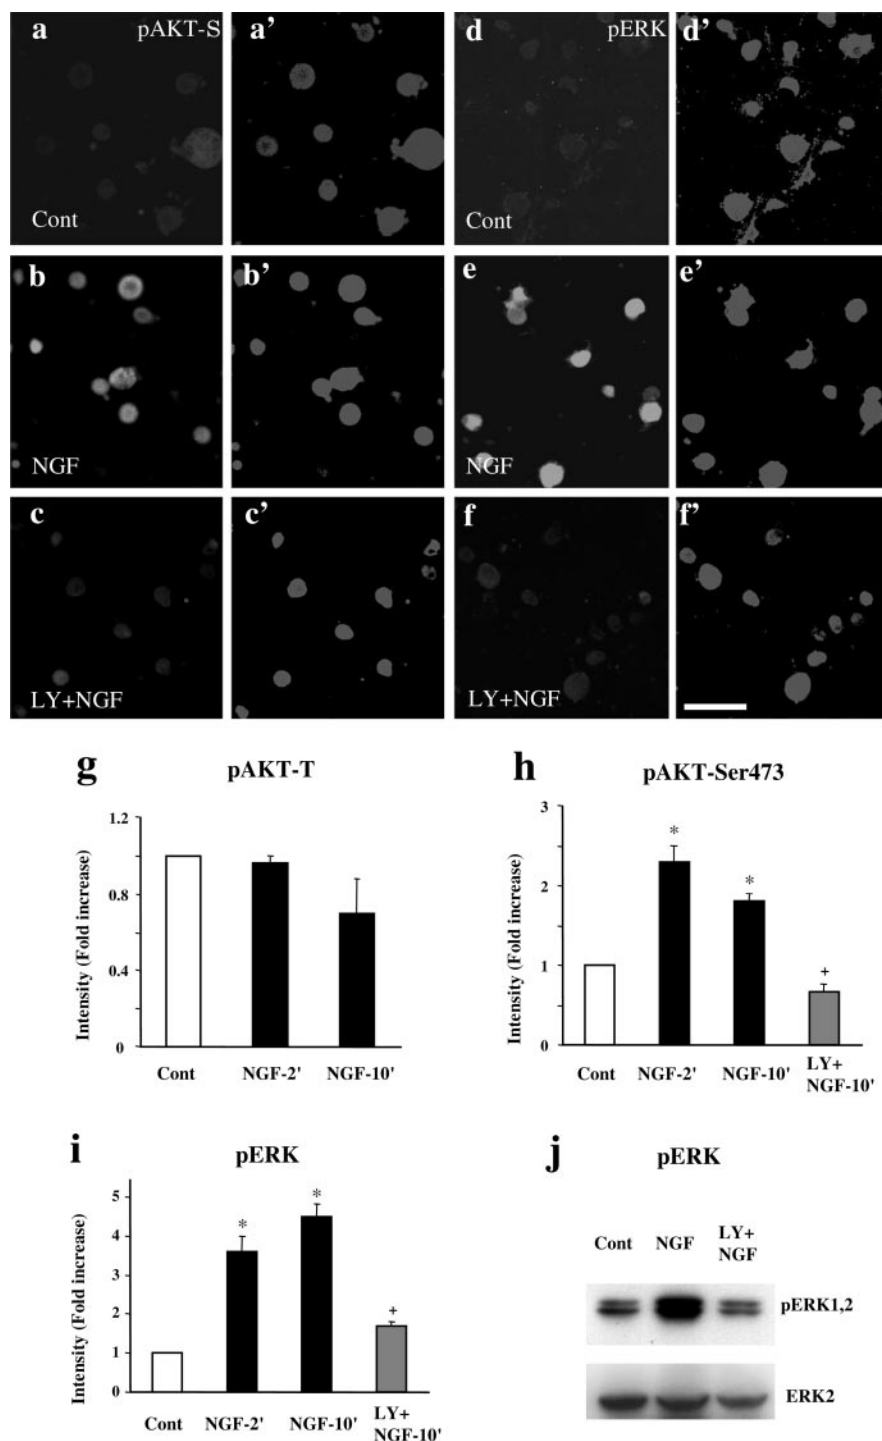 a pAKT-S a’ d pERK d’
Cont Cont
b b’ e e’
NGF NGF
c c’ f f’
LY+NGF LY+NGF
g
pAKT-T
Intensity (Fold increase)
1.2
0.8
0.4
0
Cont NGF-2' NGF-10'
h
pAKT-Ser473
Intensity (Fold increase)
3
2
1
0
* * +
Cont NGF-2' NGF-10' LY+
NGF-10'
i
pERK
Intensity (Fold increase)
5
4
3
2
1
0
* * +
Cont NGF-2' NGF-10' LY+
NGF-10'
j
pERK
Cont NGF LY+
NGF
pERK1,2
ERK2